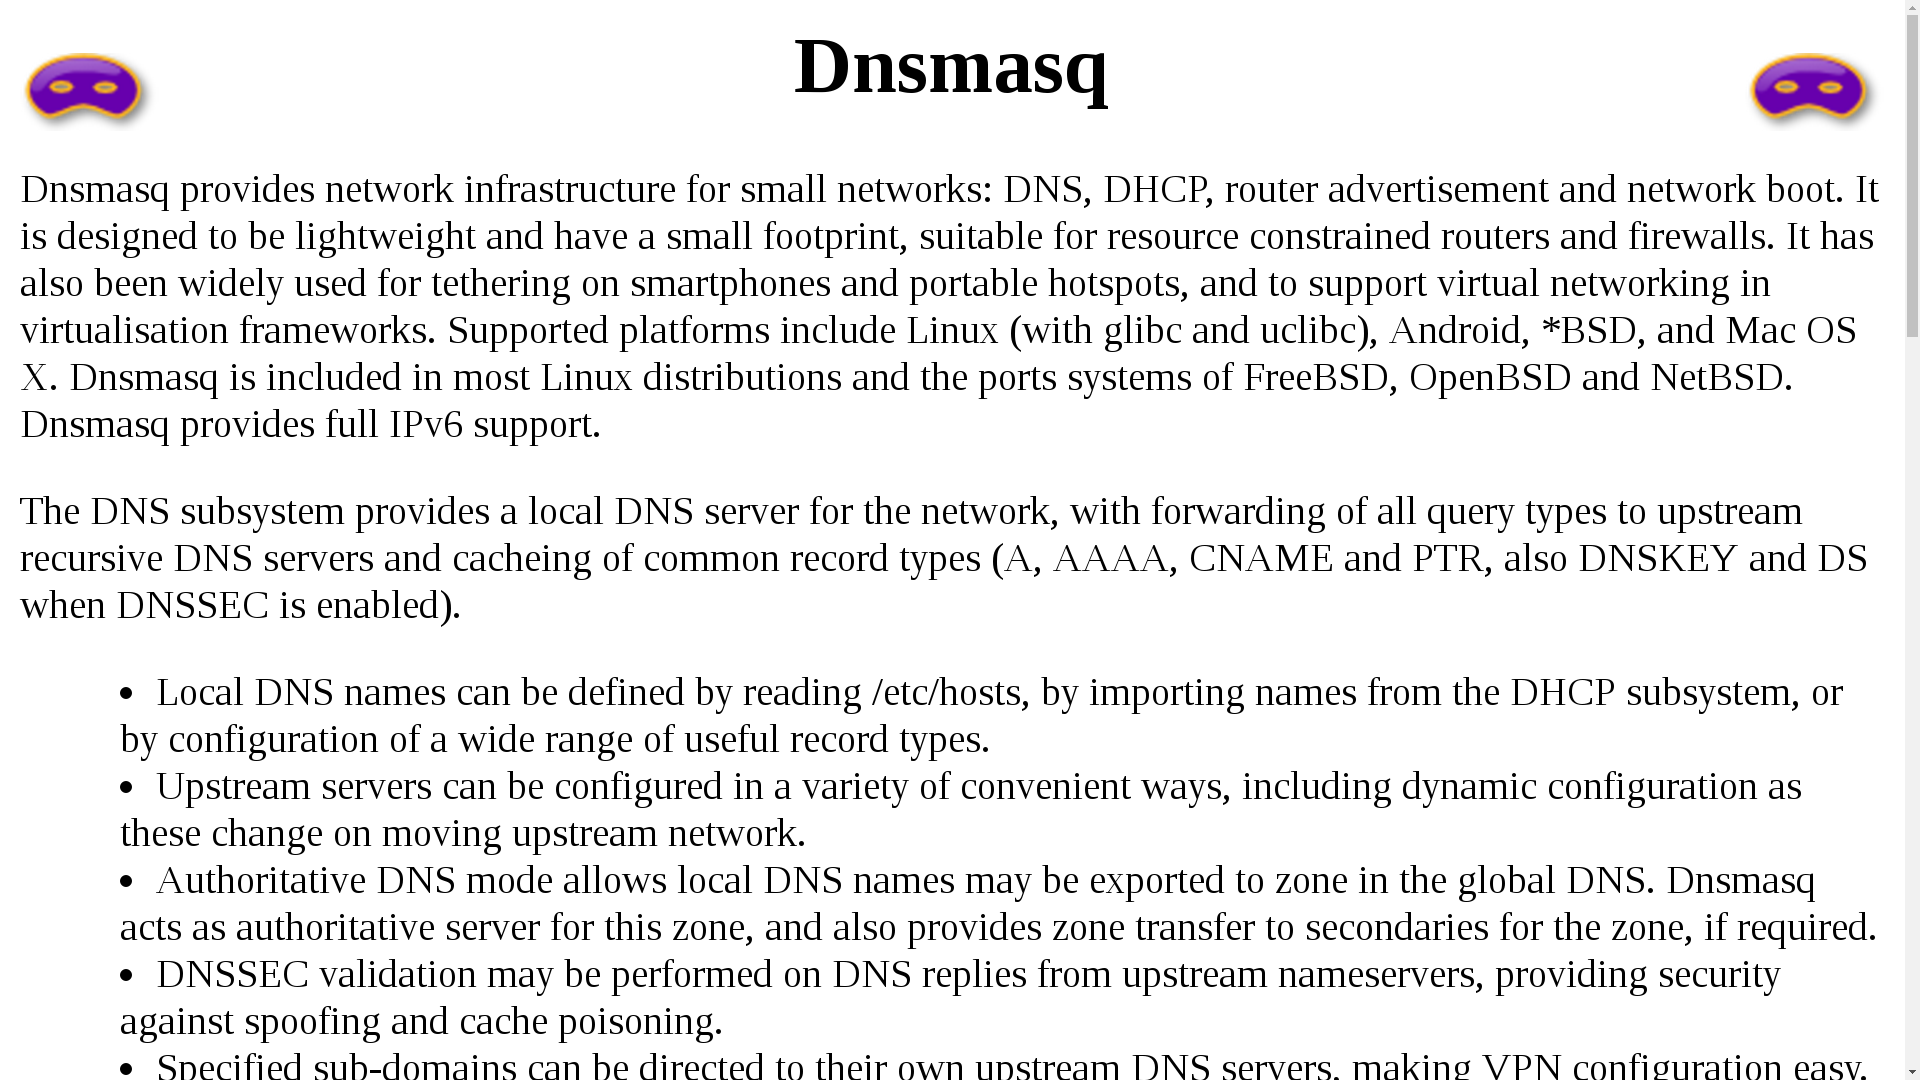 Dnsmasq
Dnsmasq provides network infrastructure for small networks: DNS, DHCP, router advertisement and network boot. It
is designed to be lightweight and have a small footprint, suitable for resource constrained routers and firewalls. It has
also been widely used for tethering on smartphones and portable hotspots, and to support virtual networking in
virtualisation frameworks. Supported platforms include Linux (with glibc and uclibc), Android, *BSD, and Mac OS
X. Dnsmasq is included in most Linux distributions and the ports systems of FreeBSD, OpenBSD and NetBSD.
Dnsmasq provides full IPv6 support.
The DNS subsystem provides a local DNS server for the network, with forwarding of all query types to upstream
recursive DNS servers and cacheing of common record types (A, AAAA, CNAME and PTR, also DNSKEY and DS
when DNSSEC is enabled).
• Local DNS names can be defined by reading /etc/hosts, by importing names from the DHCP subsystem, or
by configuration of a wide range of useful record types.
• Upstream servers can be configured in a variety of convenient ways, including dynamic configuration as
these change on moving upstream network.
• Authoritative DNS mode allows local DNS names may be exported to zone in the global DNS. Dnsmasq
acts as authoritative server for this zone, and also provides zone transfer to secondaries for the zone, if required.
• DNSSEC validation may be performed on DNS replies from upstream nameservers, providing security
against spoofing and cache poisoning.
• Specified sub-domains can be directed to their own upstream DNS servers, making VPN configuration easy.